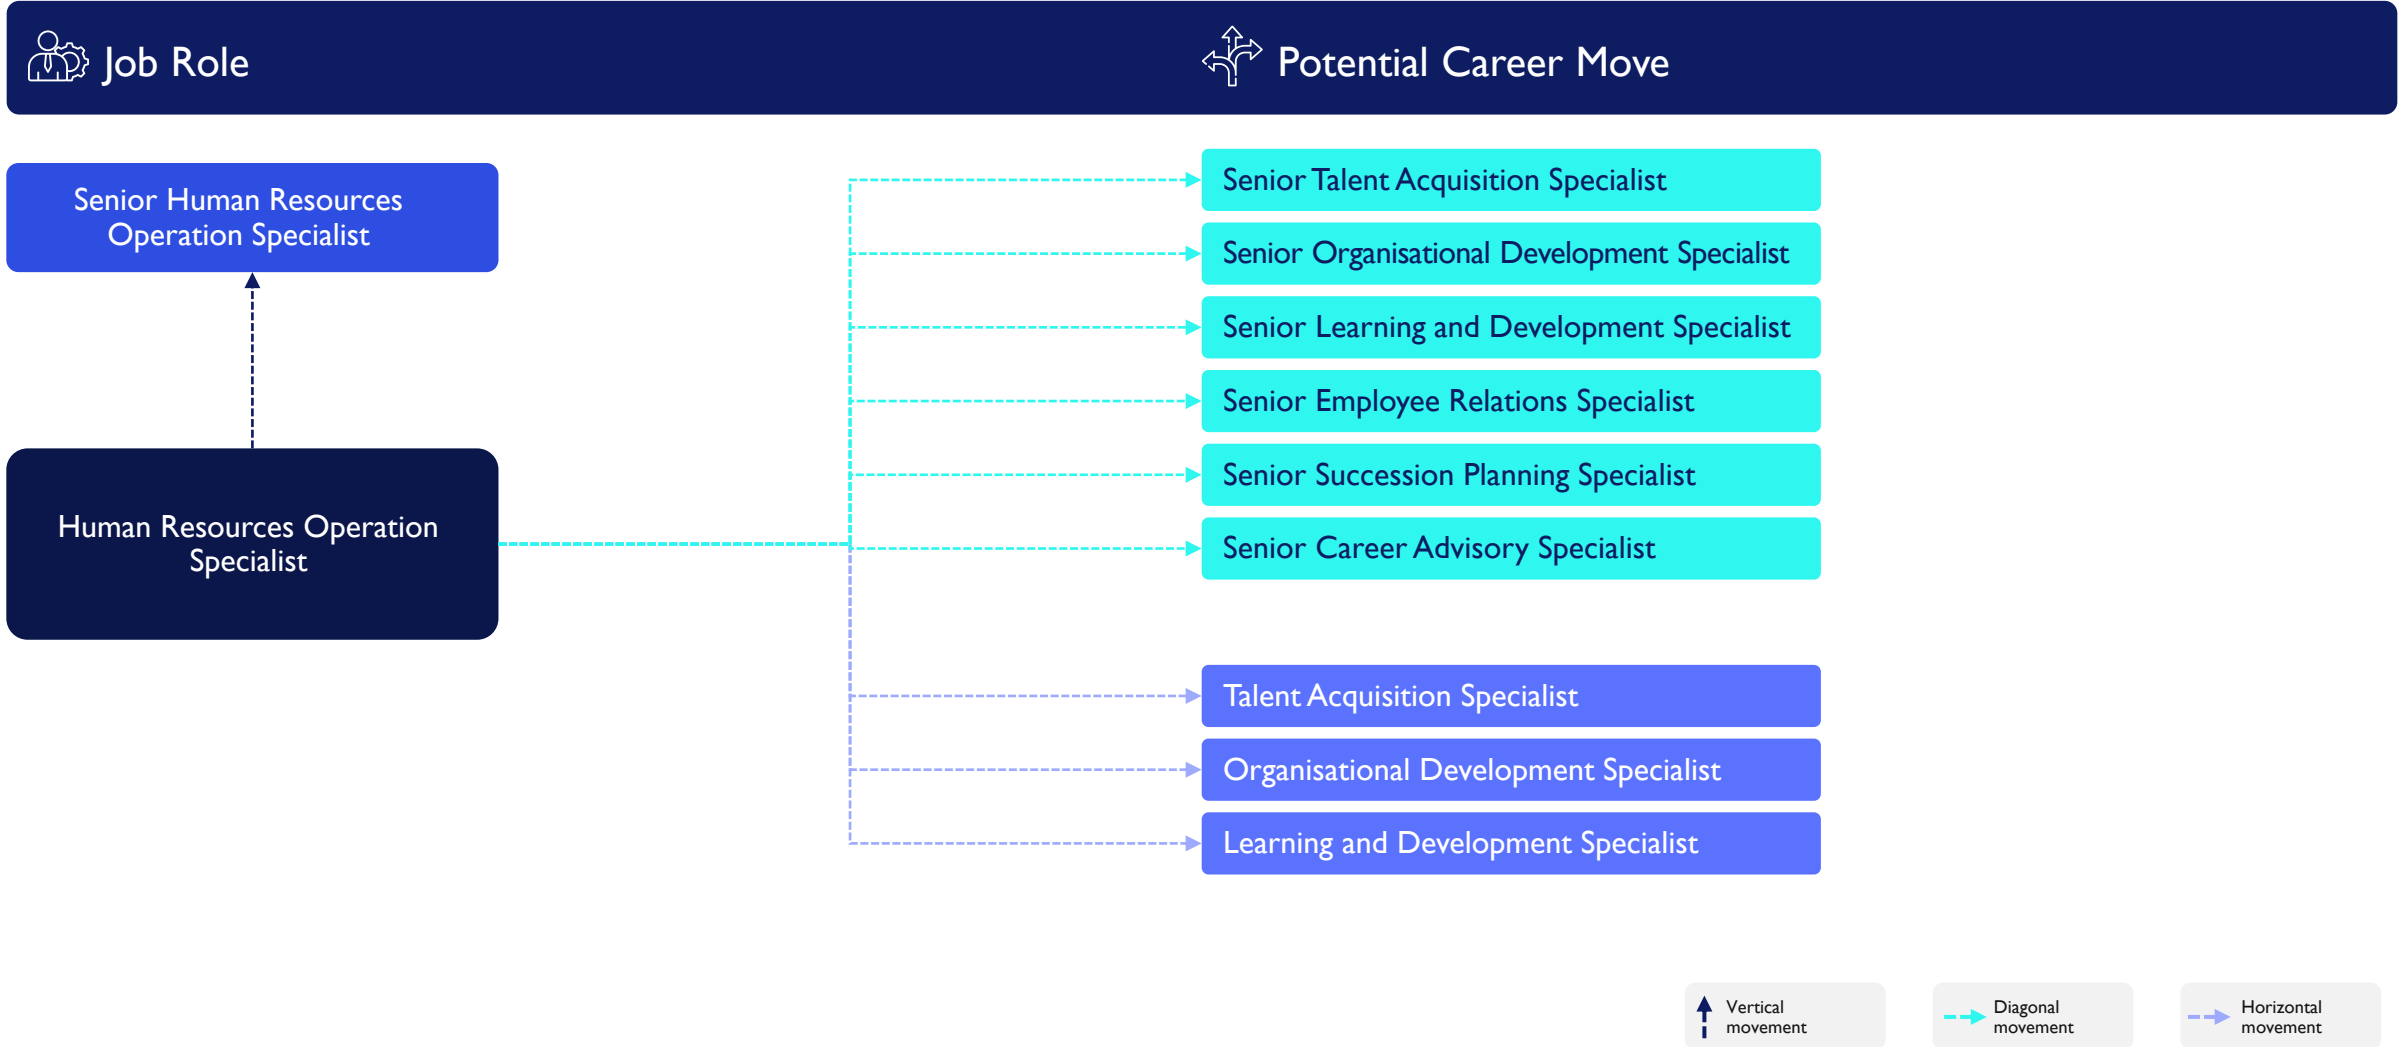 Job Role
Potential Career Move
Senior Human Resources
Operation Specialist
Human Resources Operation
Specialist
Senior Talent Acquisition Specialist
Senior Organisational Development Specialist
Senior Learning and Development Specialist
Senior Employee Relations Specialist
Senior Succession Planning Specialist
Senior Career Advisory Specialist
Talent Acquisition Specialist
Organisational Development Specialist
Learning and Development Specialist
Vertical
movement
Diagonal
movement
Horizontal
movement